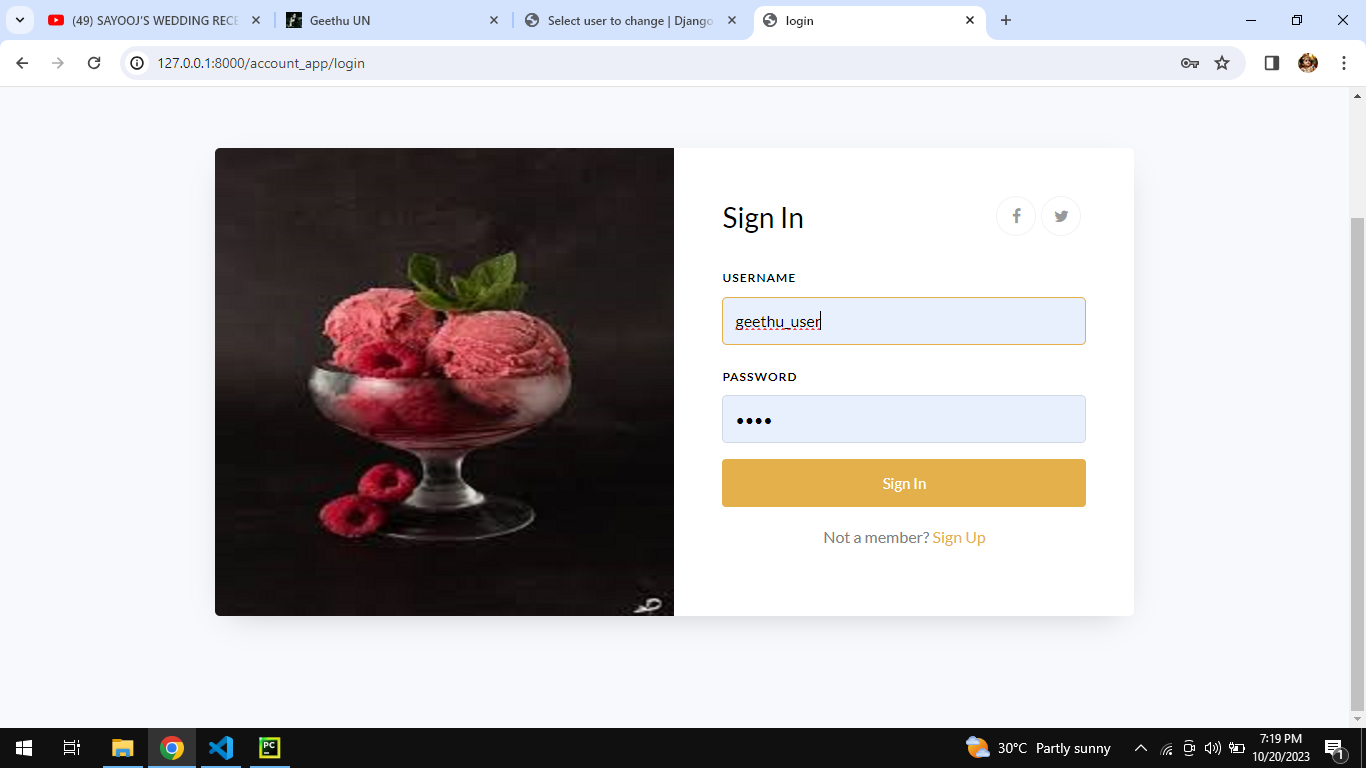 (49) SAYOOJ'S WEDDING RECE
Geethu UN
Select user to change | Django
login
127.0.0.1:8000/account_app/login
Sign In
USERNAME
geethu_user
PASSWORD
••••
Sign In
Not a member? Sign Up
PC
30°C Partly sunny
7:19 PM
10/20/2023
1